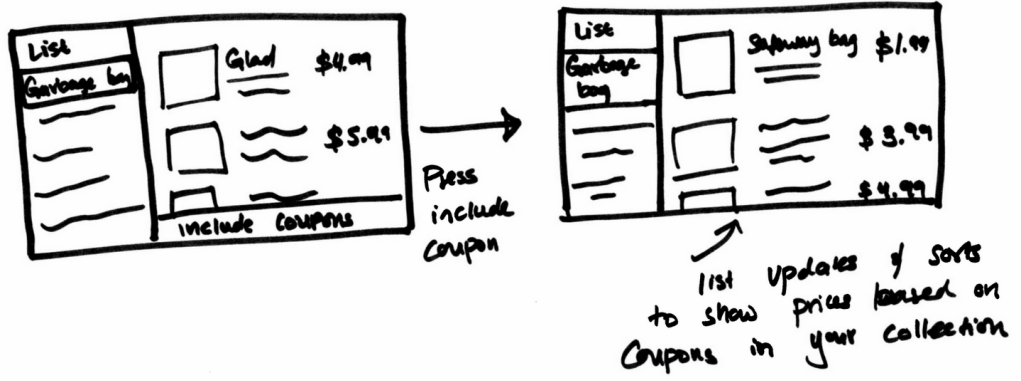 List
Garbage bag
Glad $4.99
$5.99
include coupons
Press
include
coupon
List
Garbage
bag
Safeway bag $1.99
$3.99
$4.99
list updates & sorts
to show prices based on
Coupons in your collection